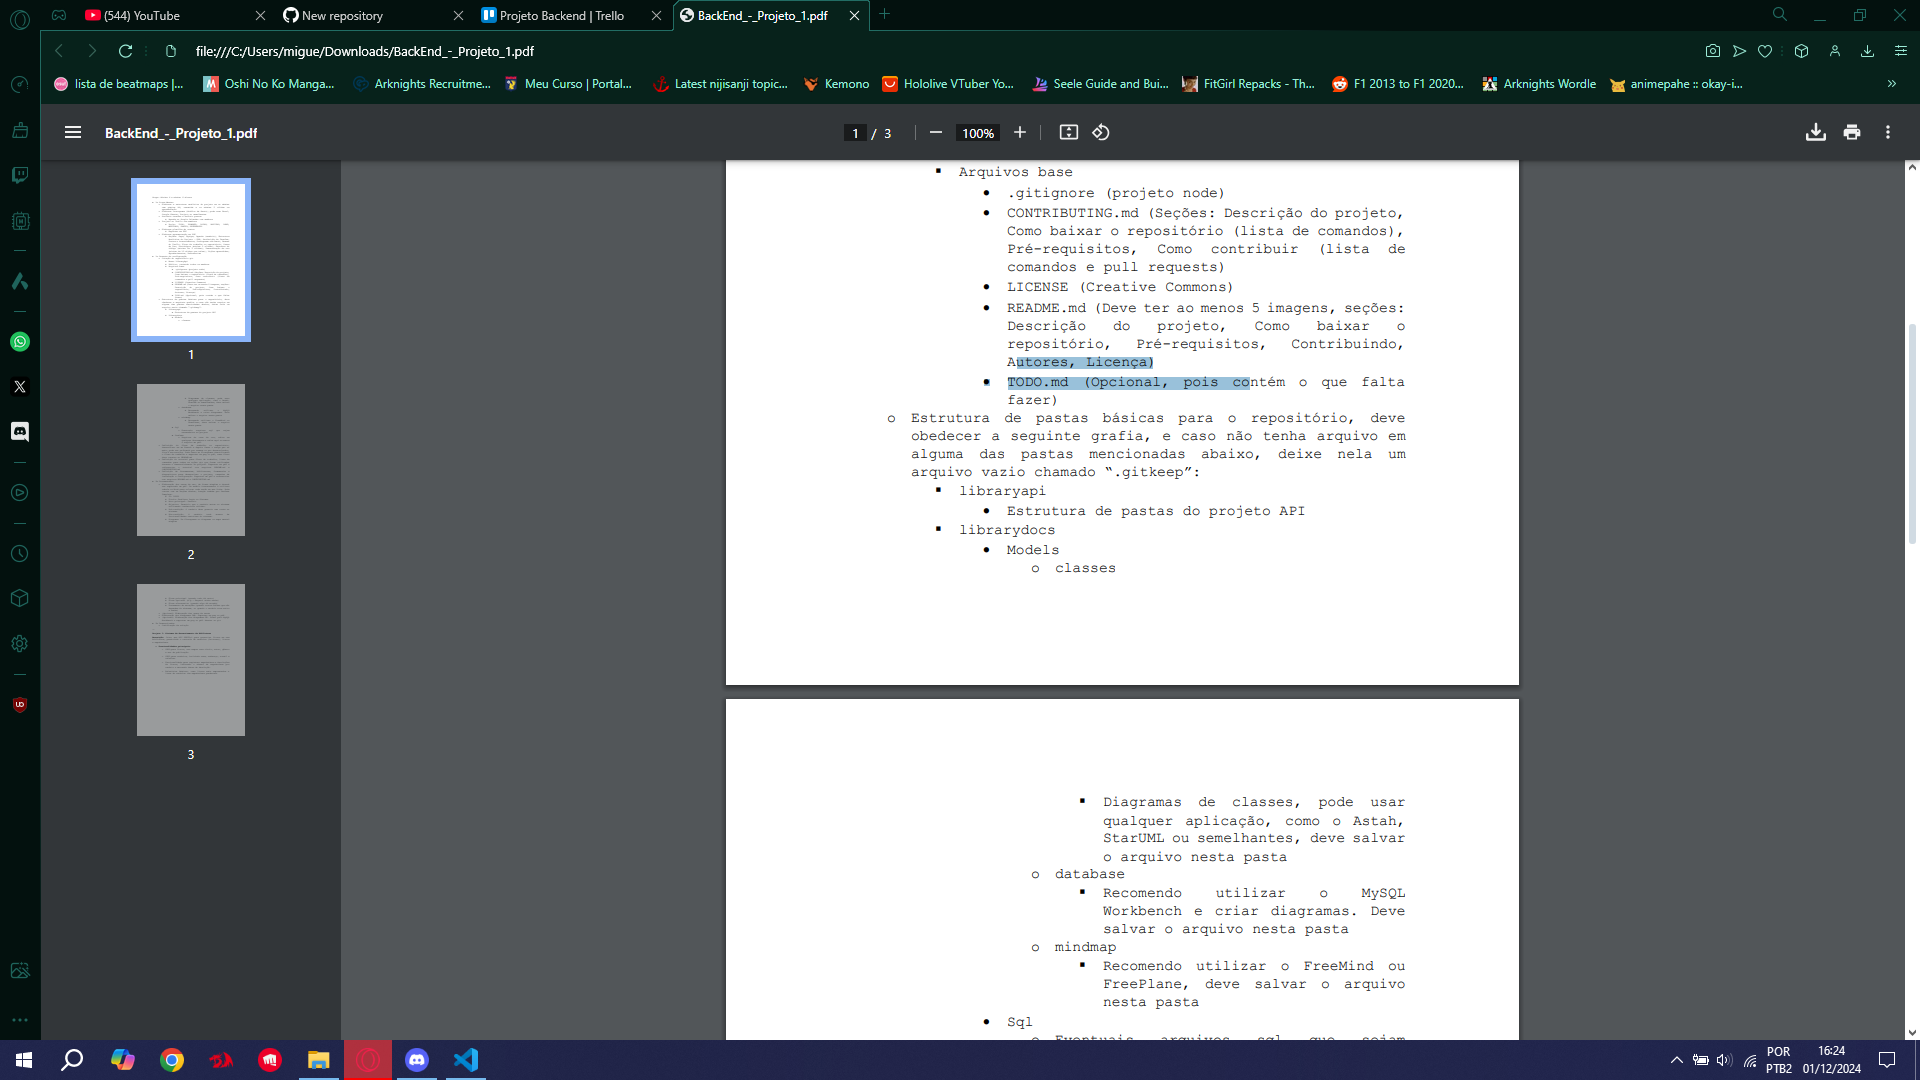 (544) YouTube
New repository
Projeto Backend | Trello
BackEnd_-_Projeto_1.pdf
file:///C:/Users/migue/Downloads/BackEnd_-_Projeto_1.pdf
lista de beatmaps |...
Oshi No Ko Manga...
Arknights Recruitme...
Meu Curso | Portal...
Latest nijisanji topic...
Kemono
Hololive VTuber Yo...
Seele Guide and Bui...
FitGirl Repacks - Th...
F1 2013 to F1 2020...
Arknights Wordle
animepahe :: okay-i...
BackEnd_-_Projeto_1.pdf
1 / 3
100%
1
2
3
Arquivos base
.gitignore (projeto node)
CONTRIBUTING.md (Seções: Descrição do projeto,
Como baixar o repositório (lista de comandos),
Pré-requisitos, Como contribuir (lista de
comandos e pull requests)
LICENSE (Creative Commons)
README.md (Deve ter ao menos 5 imagens, seções:
Descrição do projeto, Como baixar o
repositório, Pré-requisitos, Contribuindo,
Autores, Licença)
TODO.md (Opcional, pois contém o que falta
fazer)
o Estrutura de pastas básicas para o repositório, deve
obedecer a seguinte grafia, e caso não tenha arquivo em
alguma das pastas mencionadas abaixo, deixe nela um
arquivo vazio chamado “.gitkeep”:
libraryapi
Estrutura de pastas do projeto API
librarydocs
Models
o classes
Diagramas de classes, pode usar
qualquer aplicação, como o Astah,
StarUML ou semelhantes, deve salvar
o arquivo nesta pasta
o database
Recomendo utilizar o MySQL
Workbench e criar diagramas. Deve
salvar o arquivo nesta pasta
o mindmap
Recomendo utilizar o FreeMind ou
FreePlane, deve salvar o arquivo
nesta pasta
Sql
o Eventuais arquivos sql que sejam
POR
PTB2
16:24
01/12/2024